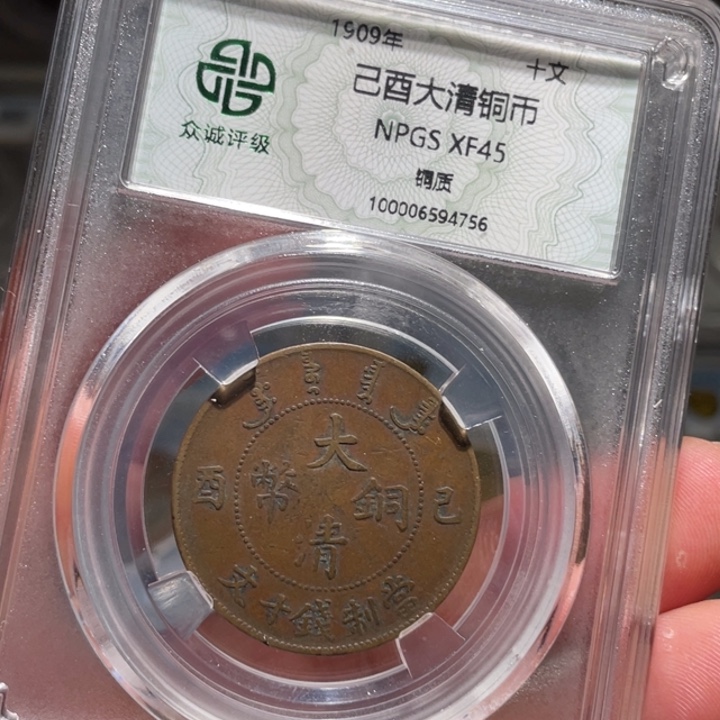 1909年
十文
己酉大清铜币
NPGS XF45
铜质
100006594756
众诚评级
大清銅幣
己酉
當制錢十文